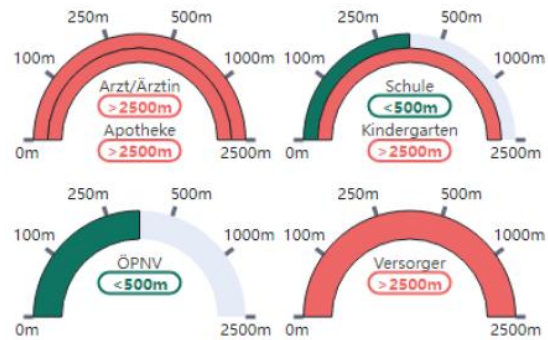 250m 500m
100m 1000m
Arzt/Ärztin
>2500m
Apotheke
>2500m
0m 2500m
250m 500m
100m 1000m
Schule
<500m
Kindergarten
>2500m
0m 2500m
250m 500m
100m 1000m
ÖPNV
<500m
0m 2500m
250m 500m
100m 1000m
Versorger
>2500m
0m 2500m